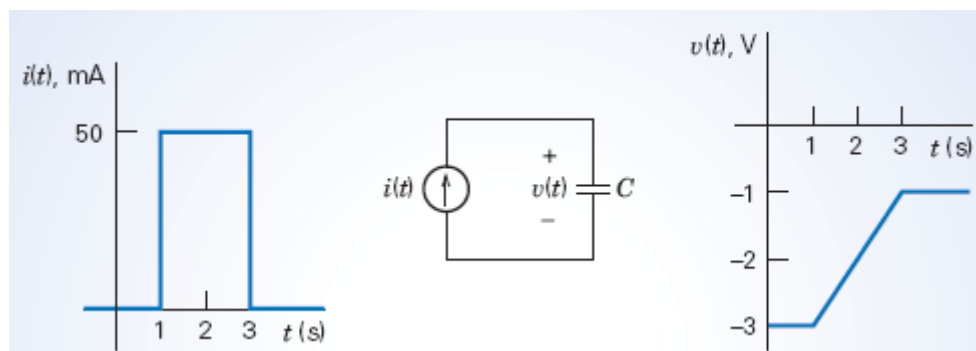 i(t), mA
50
1 2 3 t (s)
i(t)
+
v(t)
–
C
v(t), V
1 2 3 t (s)
–1
–2
–3